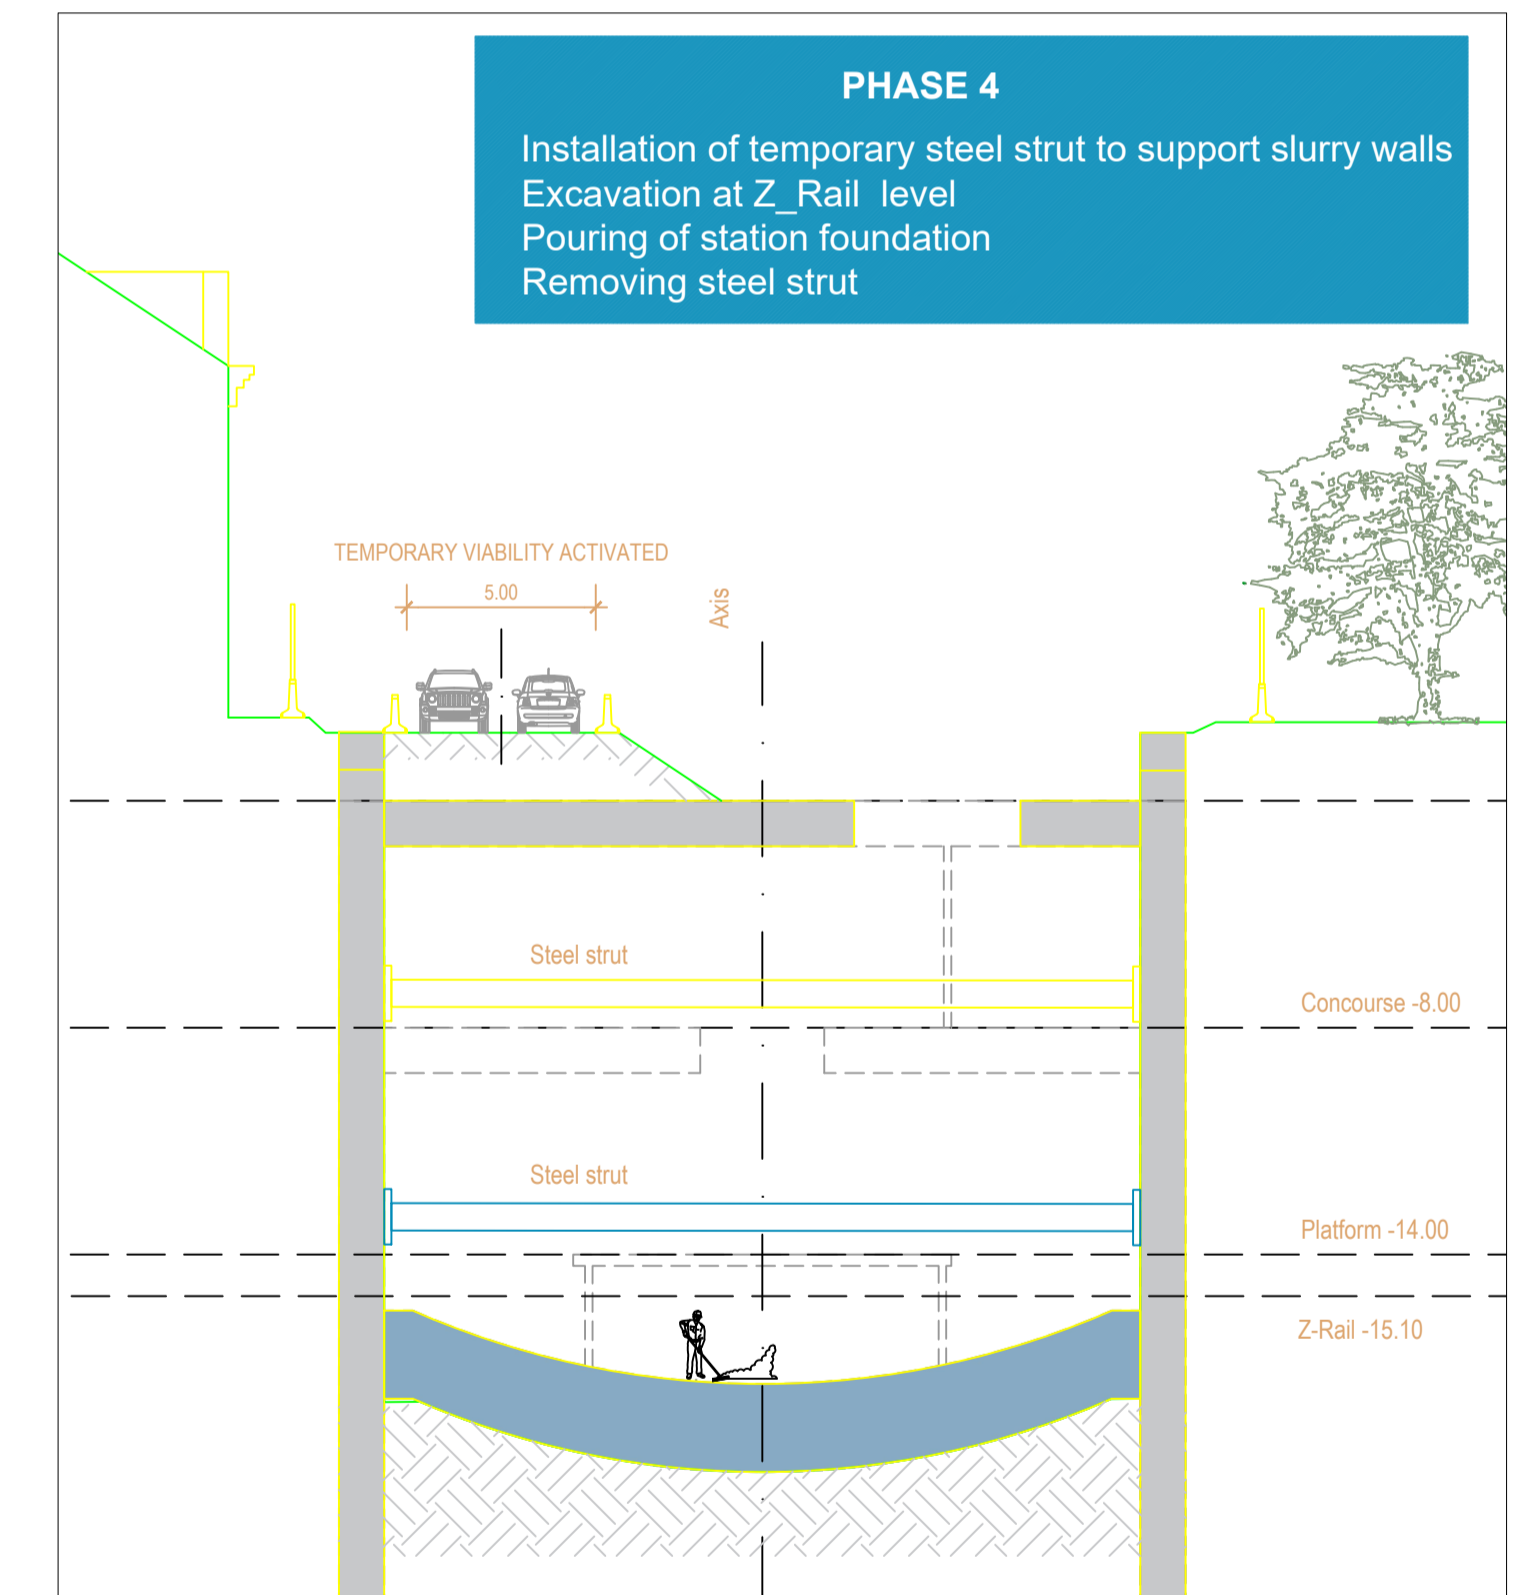 PHASE 4
Installation of temporary steel strut to support slurry walls
Excavation at Z_Rail level
Pouring of station foundation
Removing steel strut
TEMPORARY VIABILITY ACTIVATED
5.00
Axis
Steel strut
Concourse -8.00
Steel strut
Platform -14.00
Z-Rail -15.10